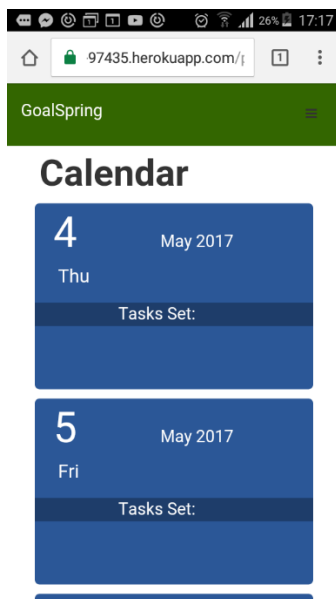 26% 17:17
97435.herokuapp.com/ 1
GoalSpring
Calendar
4
May 2017
Thu
Tasks Set:
5
May 2017
Fri
Tasks Set: